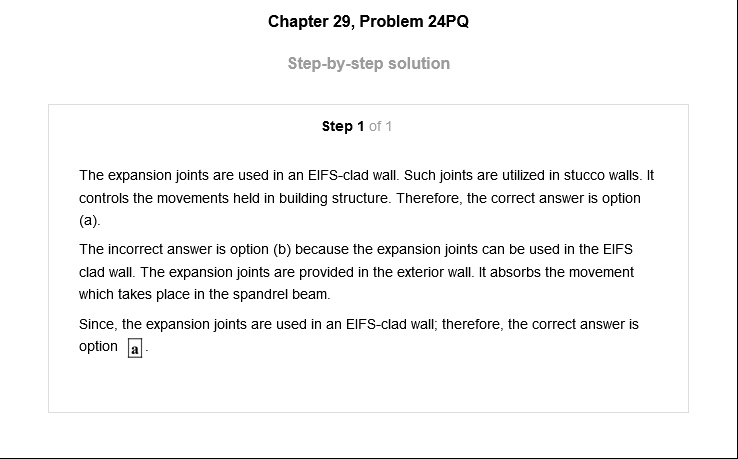 Chapter 29, Problem 24PQ
Step-by-step solution
Step 1 of 1
The expansion joints are used in an EIFS-clad wall. Such joints are utilized in stucco walls. It
controls the movements held in building structure. Therefore, the correct answer is option
(a).
The incorrect answer is option (b) because the expansion joints can be used in the EIFS
clad wall. The expansion joints are provided in the exterior wall. It absorbs the movement
which takes place in the spandrel beam.
Since, the expansion joints are used in an EIFS-clad wall; therefore, the correct answer is
option a.